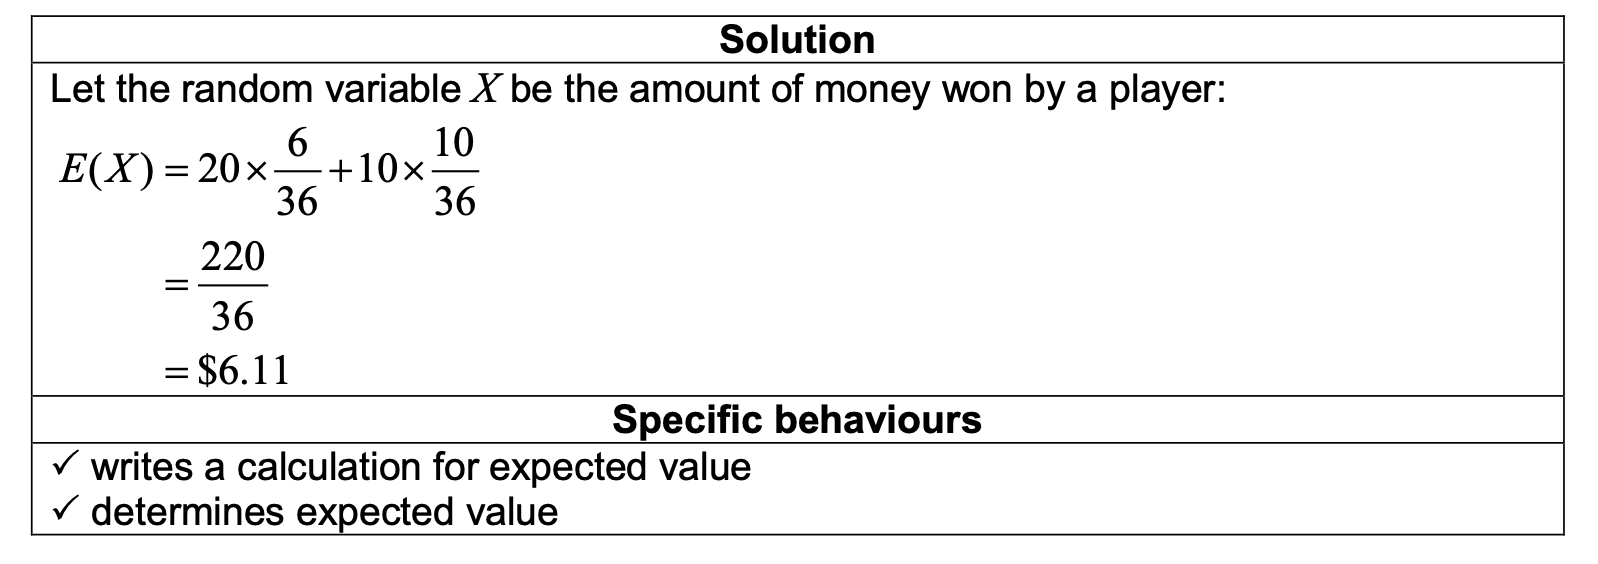 Solution
Let the random variable X be the amount of money won by a player:
E(X) = 20 × 6/36 + 10 × 10/36
= 220/36
= $6.11
Specific behaviours
✓ writes a calculation for expected value
✓ determines expected value